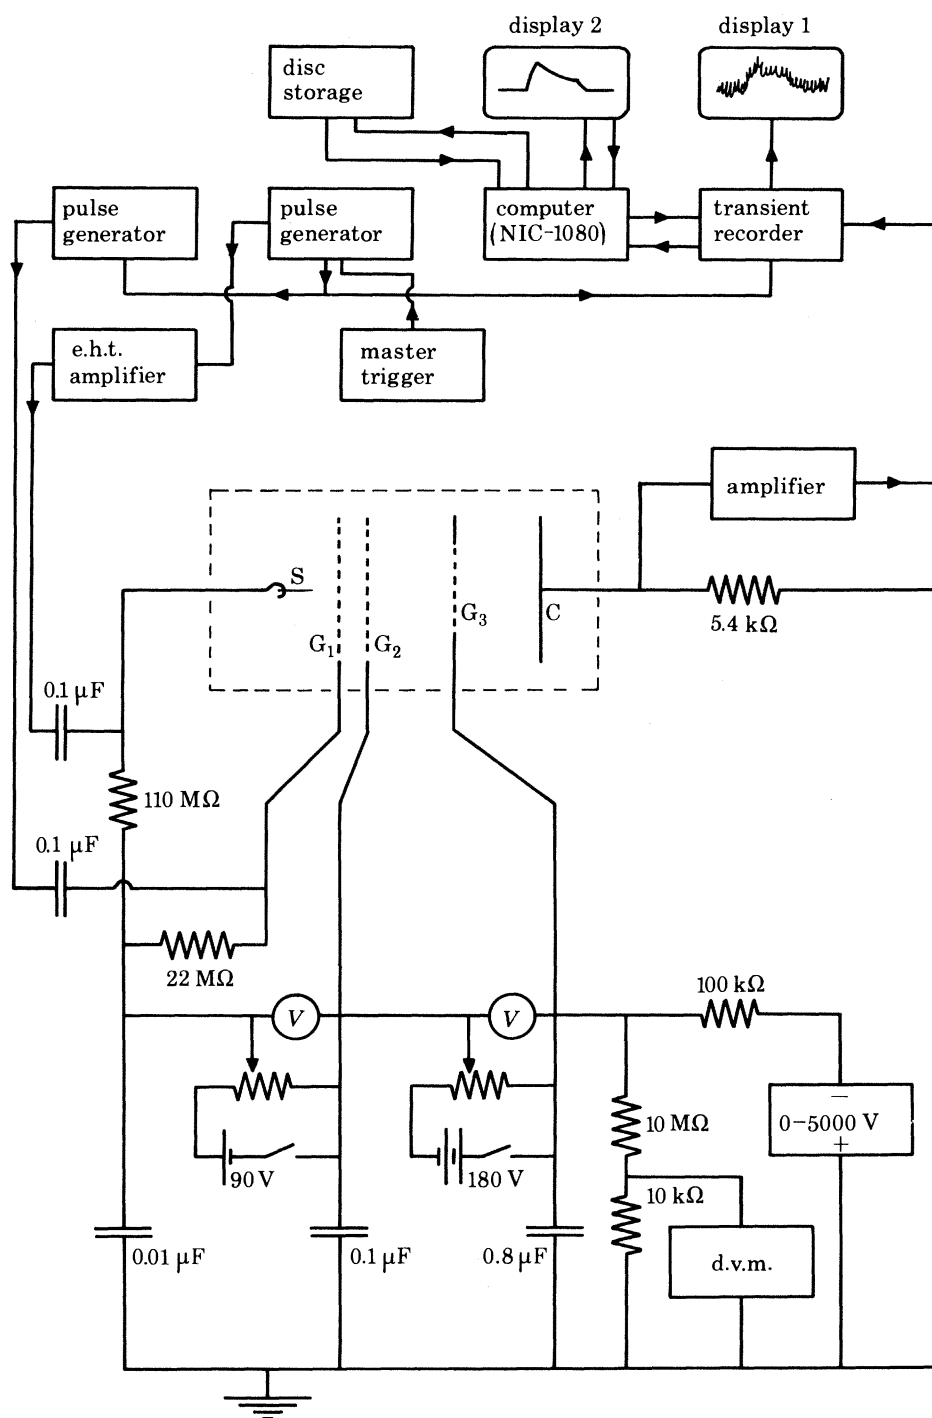 display 2
display 1
disc
storage
pulse
generator
pulse
generator
computer
(NIC-1080)
transient
recorder
e.h.t.
amplifier
master
trigger
amplifier
S
G₁
G₂
G₃
C
5.4 kΩ
0.1 μF
110 MΩ
0.1 μF
22 MΩ
100 kΩ
V
V
10 MΩ
−
0−5000 V
+
90 V
180 V
10 kΩ
0.01 μF
0.1 μF
0.8 μF
d.v.m.